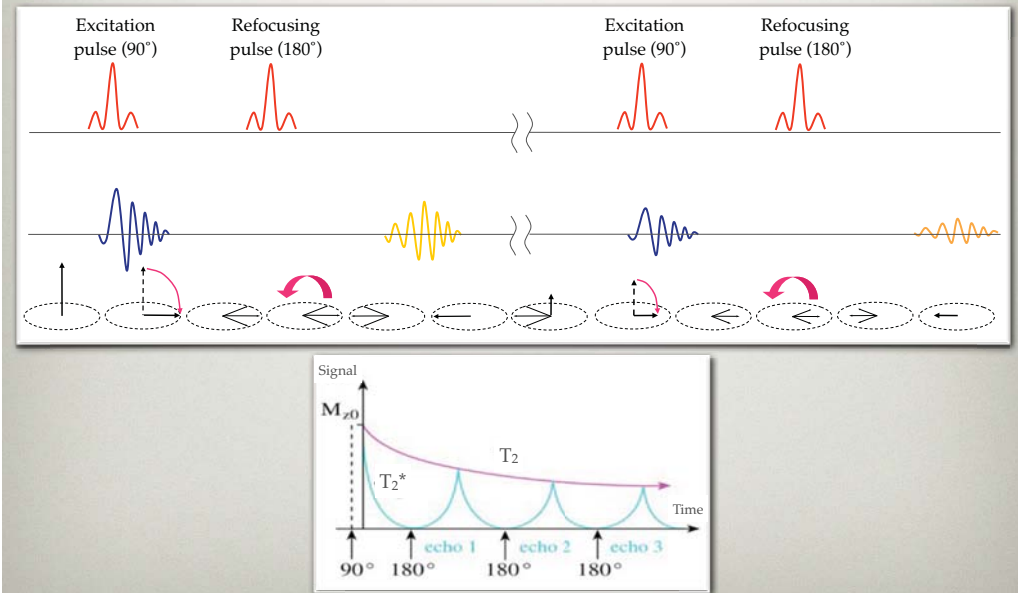 Excitation
pulse (90°)
Refocusing
pulse (180°)
Excitation
pulse (90°)
Refocusing
pulse (180°)
Signal
Mz0
T2
T2*
Time
echo 1
echo 2
echo 3
90°
180°
180°
180°